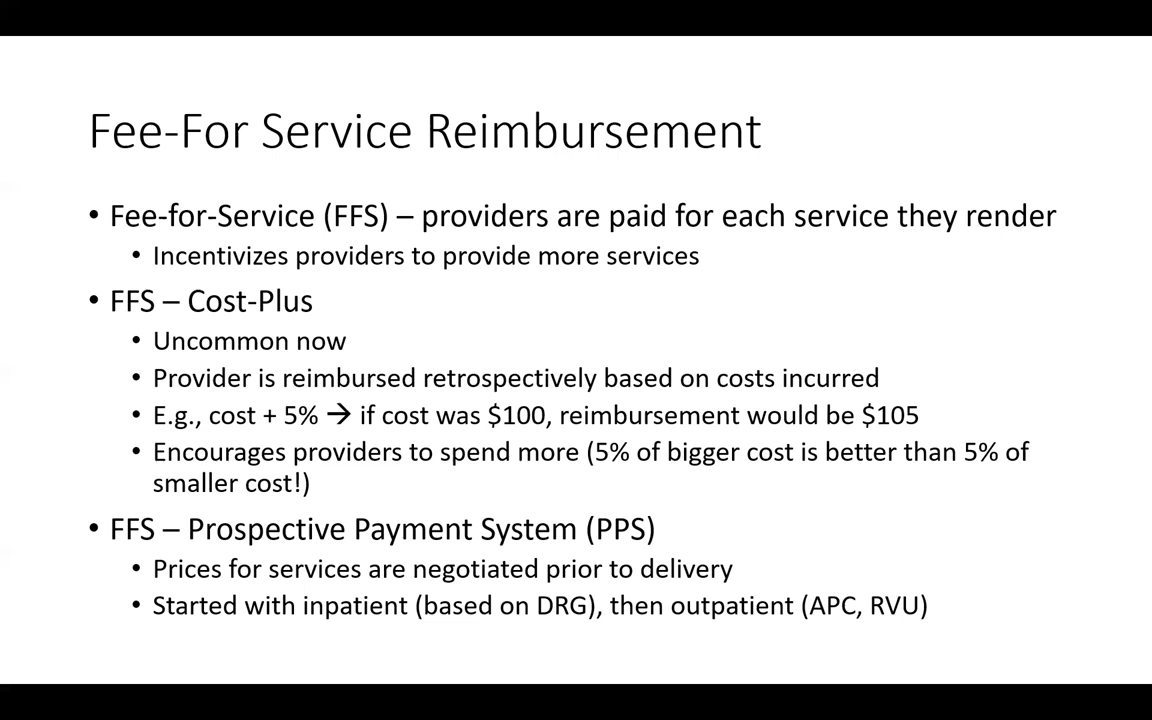 Fee-For Service Reimbursement
• Fee-for-Service (FFS) – providers are paid for each service they render
• Incentivizes providers to provide more services
• FFS – Cost-Plus
• Uncommon now
• Provider is reimbursed retrospectively based on costs incurred
• E.g., cost + 5% → if cost was $100, reimbursement would be $105
• Encourages providers to spend more (5% of bigger cost is better than 5% of
smaller cost!)
• FFS – Prospective Payment System (PPS)
• Prices for services are negotiated prior to delivery
• Started with inpatient (based on DRG), then outpatient (APC, RVU)